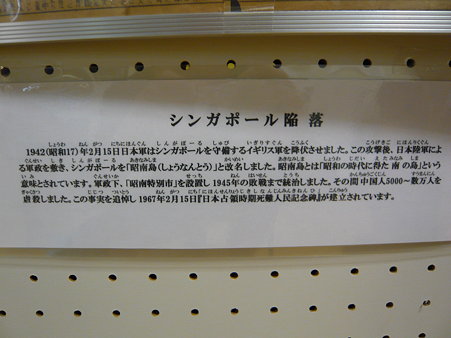 シンガポール陥落
1942(昭和17)年2月15日日本軍はシンガポールを守備するイギリス軍を降伏させました。この攻撃後、日本陸軍によ
る軍政を敷き、シンガポールを「昭南島(しょうなんとう)」と改名しました。昭南島とは「昭和の時代に得た南の島」という
意味とされています。軍政下、「昭南特別市」を設置し1945年の敗戦まで統治しました。その間中国人5000~数万人を
虐殺しました。この事実を追悼し1967年2月15日『日本占領時期死難人民記念碑』が建立されています。